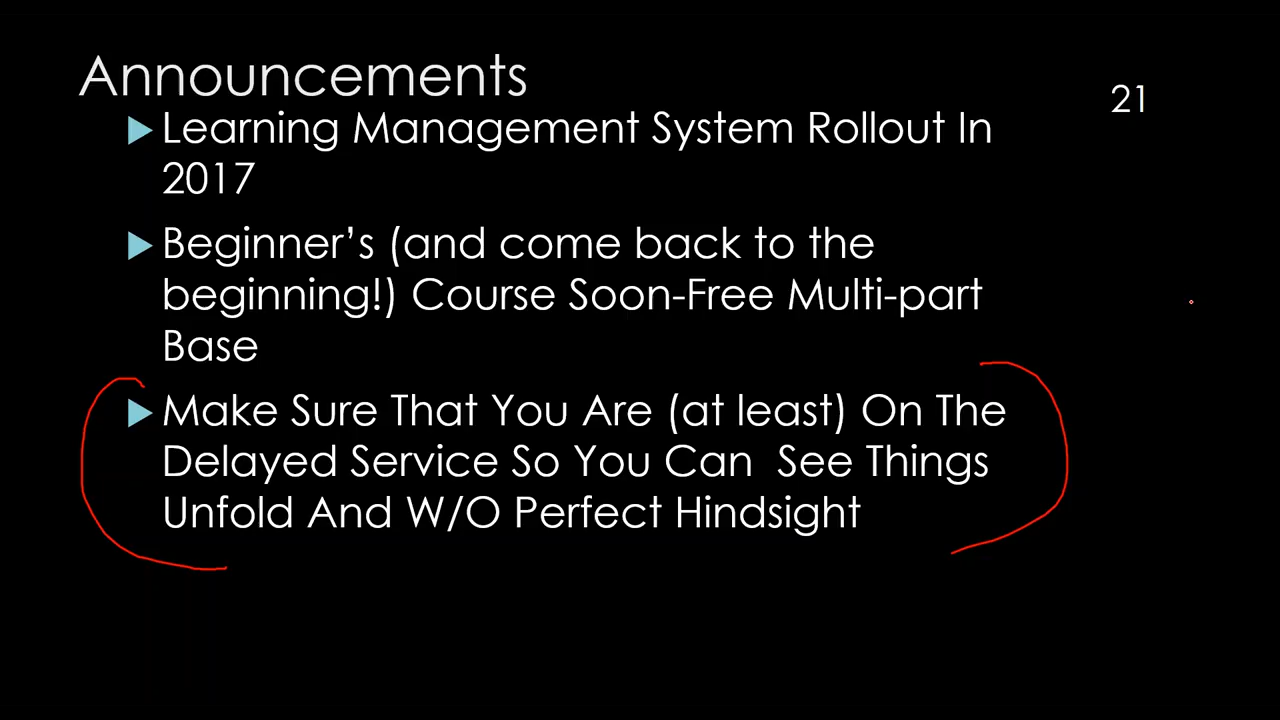 Announcements
21
Learning Management System Rollout In
2017
Beginner’s (and come back to the
beginning!) Course Soon-Free Multi-part
Base
Make Sure That You Are (at least) On The
Delayed Service So You Can  See Things
Unfold And W/O Perfect Hindsight